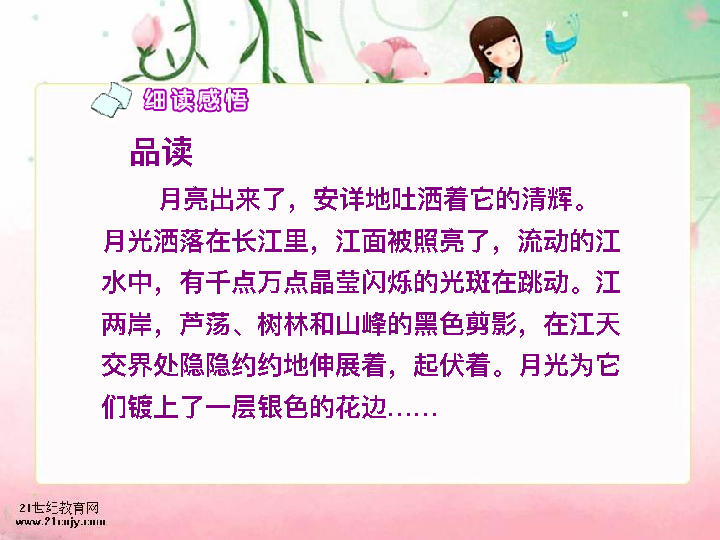 细读感悟
品读
月亮出来了，安详地吐洒着它的清辉。
月光洒落在长江里，江面被照亮了，流动的江
水中，有千点万点晶莹闪烁的光斑在跳动。江
两岸，芦荡、树林和山峰的黑色剪影，在江天
交界处隐隐约约地伸展着，起伏着。月光为它
们镀上了一层银色的花边……
21世纪教育网
www.21cnjy.com